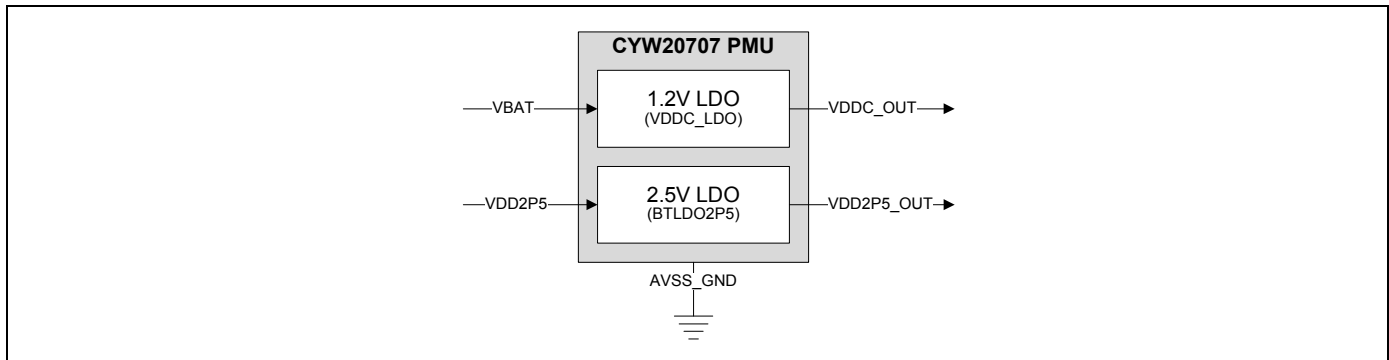 CYW20707 PMU
VBAT
1.2V LDO
(VDDC_LDO)
VDDC_OUT
VDD2P5
2.5V LDO
(BTLDO2P5)
VDD2P5_OUT
AVSS_GND